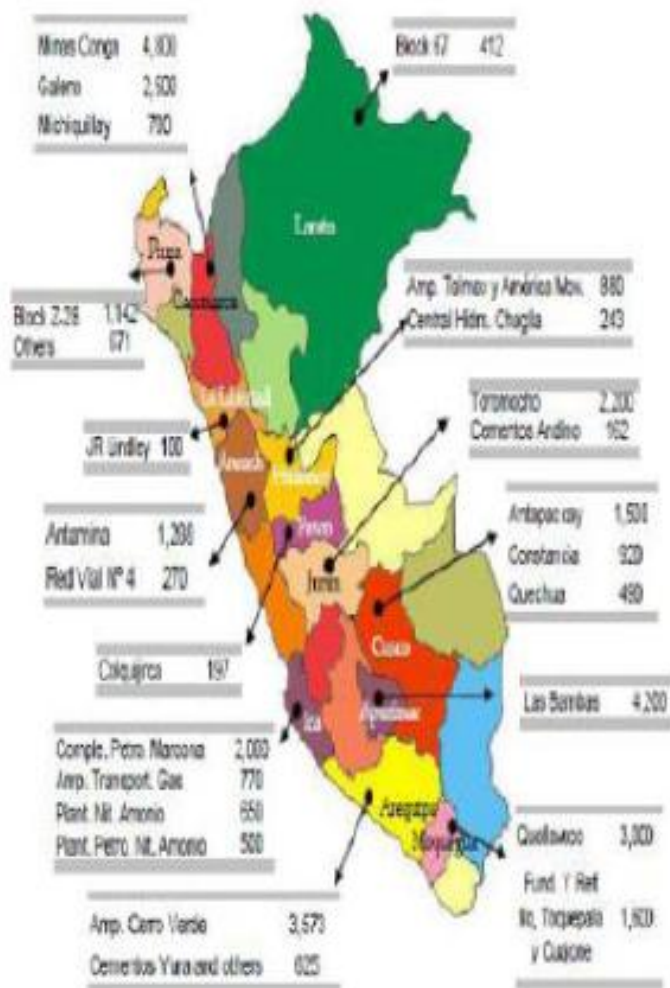 Minas Conga 4,800
Galeno 2,500
Michiquillay 700
Block 67 412
Loreto
Piura
Cajamarca
Block Z-2B 1,142
Others 671
Amp. Telmex y América Mov. 880
Central Hidro. Chaglla 243
La Libertad
Toromocho 2,200
Cementos Andino 162
JR Lindley 100
Ancash
Huánuco
Pasco
Antamina 1,288
Red Vial Nº 4 270
Junín
Antapaccay 1,500
Constancia 920
Quechua 490
Cusco
Colquijirca 197
Las Bambas 4,200
Ica
Apurímac
Comple. Petro. Marcona 2,000
Amp. Transport. Gas 770
Plant. Nit. Amonio 650
Plant. Petro. Nit. Amonio 500
Arequipa
Moquegua
Quellaveco 3,000
Fund. Y Ref.
Ilo, Toquepala 1,600
y Cuajone
Amp. Cerro Verde 3,573
Cementos Yura and others 625